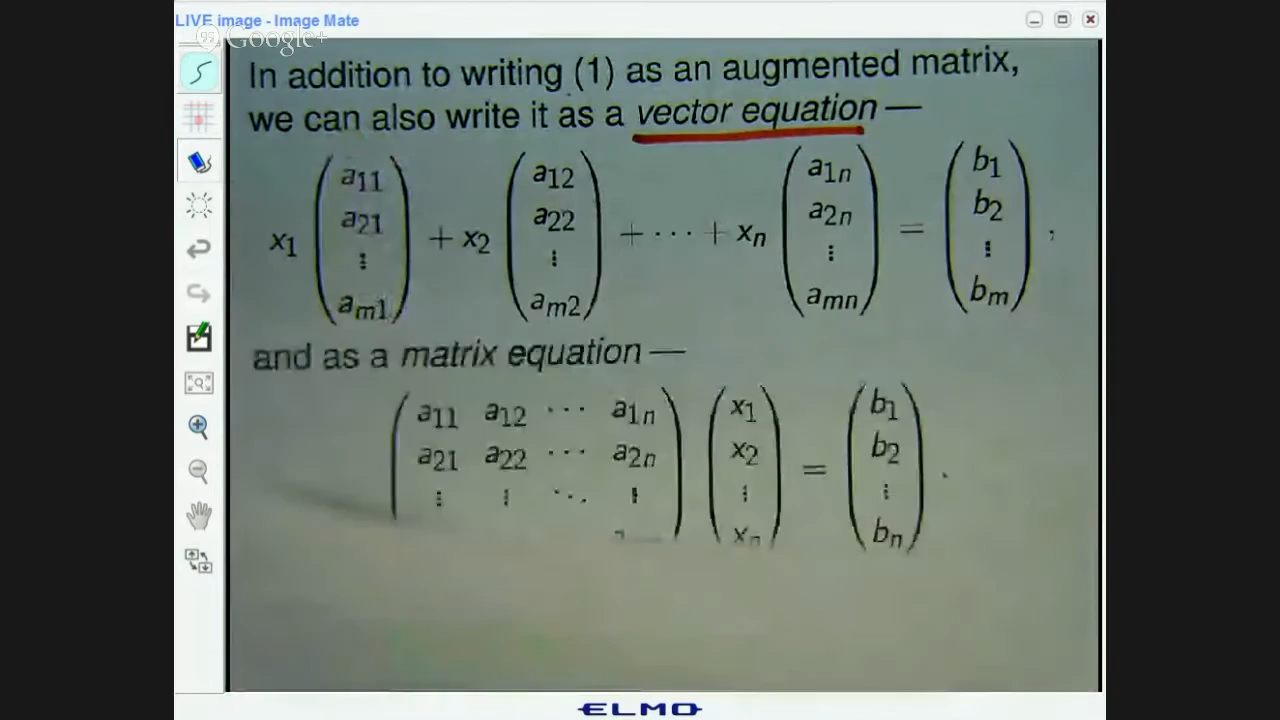 LIVE image - Image Mate
95 Google+
In addition to writing (1) as an augmented matrix,
we can also write it as a vector equation —
x1 (a11 a21 ⋮ am1) + x2 (a12 a22 ⋮ am2) + ··· + xn (a1n a2n ⋮ amn) = (b1 b2 ⋮ bm),
and as a matrix equation —
a11 a12 ··· a1n x1 b1
a21 a22 ··· a2n x2 = b2 .
⋮ ⋮ ⋱ ⋮ ⋮ ⋮
xn bn
ELMO